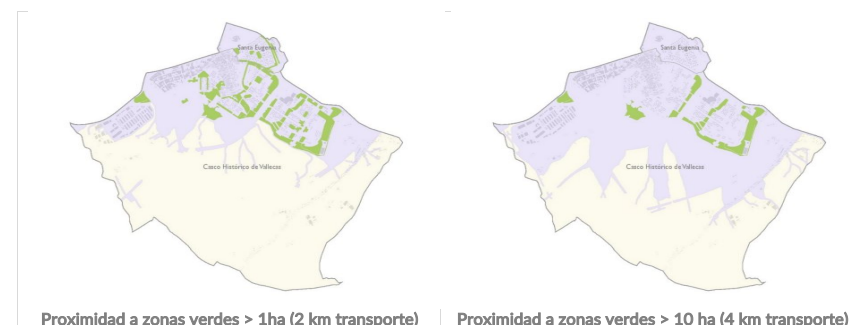 Santa Eugenia
Casco Histórico de Vallecas
Proximidad a zonas verdes > 1ha (2 km transporte)
Santa Eugenia
Casco Histórico de Vallecas
Proximidad a zonas verdes > 10 ha (4 km transporte)